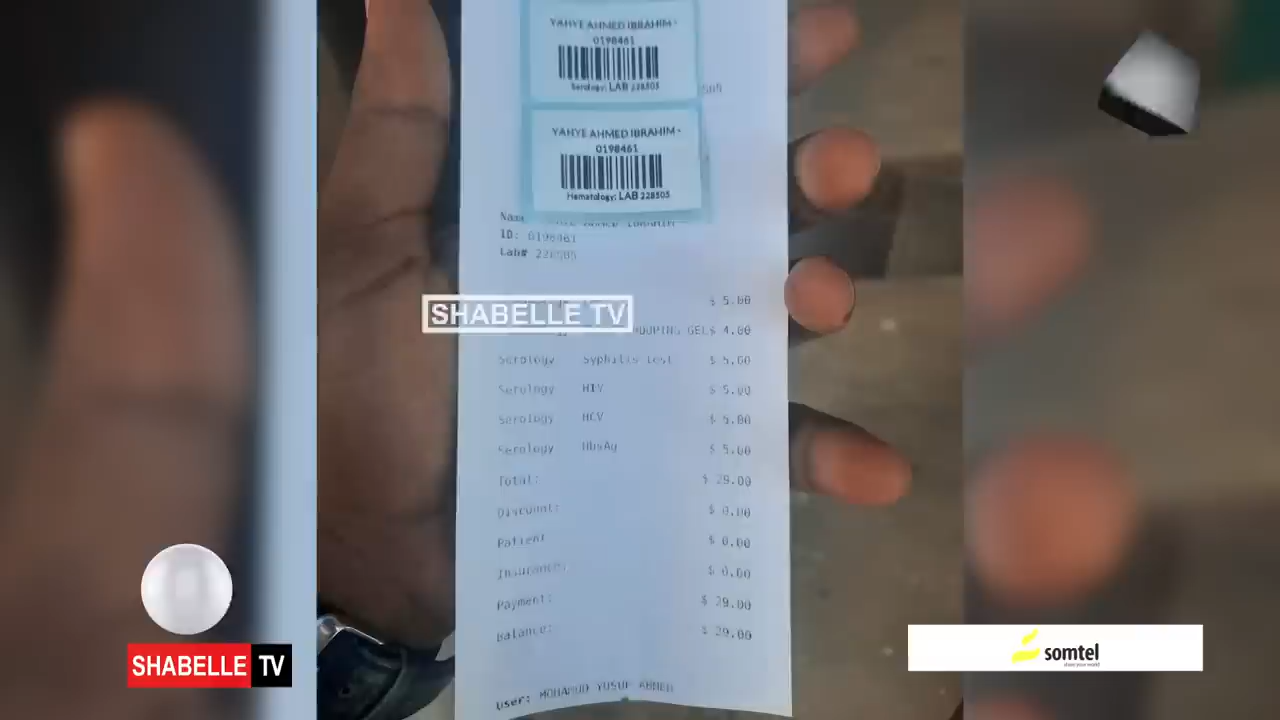 YAHYE AHMED IBRAHIM -
0198461
Serology: LAB 228505
YAHYE AHMED IBRAHIM -
0198461
Hematology: LAB 228505
AHMED IBRAHIM
ID: 0198461
Lab# 228505
$ 5.00
SHABELLE TV
$ 4.00
Serology Syphilis test $ 5.00
Serology HIV $ 5.00
Serology HCV $ 5.00
Serology HbsAg $ 5.00
Total: $ 29.00
Discount: $ 0.00
Patient $ 0.00
Insurance: $ 0.00
Payment: $ 29.00
Balance: $ 29.00
User: MOHAMUD YUSUF AHMED
SHABELLE TV
somtel